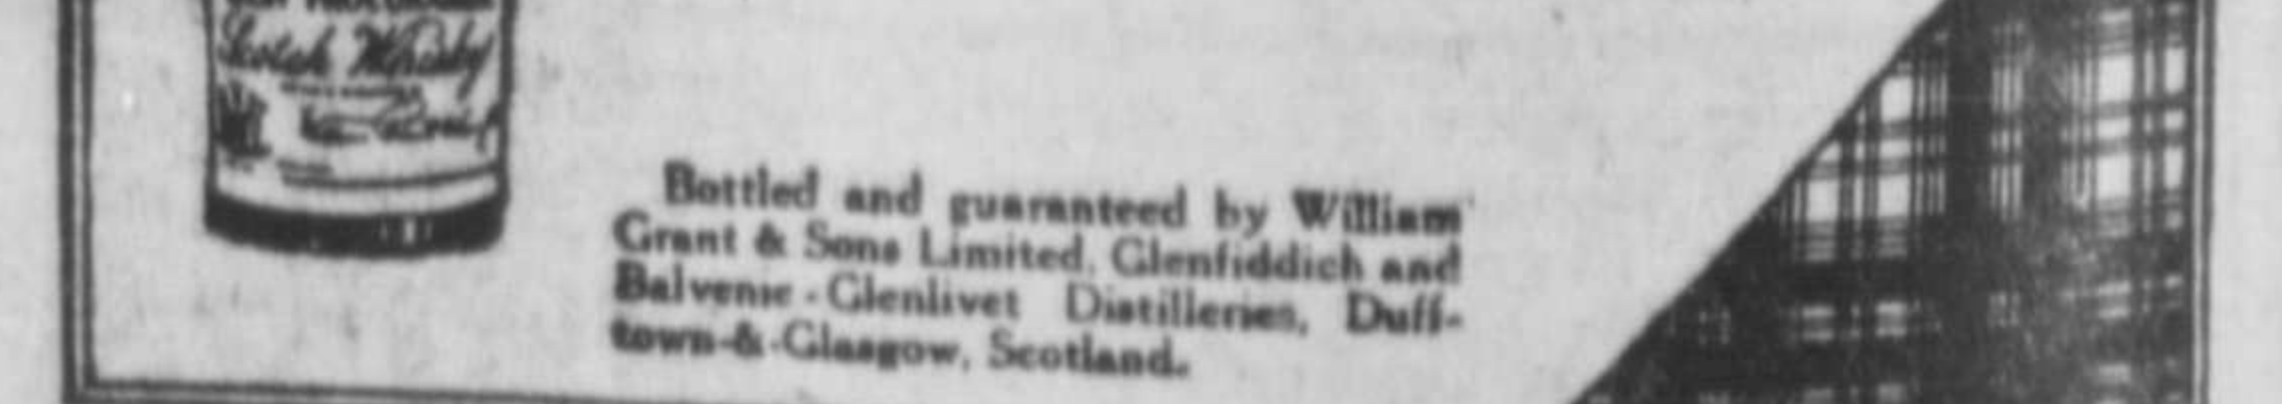 Scotch Whisky
Bottled and guaranteed by William
Grant & Sons Limited, Glenfiddich and
Balvenie - Glenlivet Distilleries, Duff-
town-&-Glasgow, Scotland.